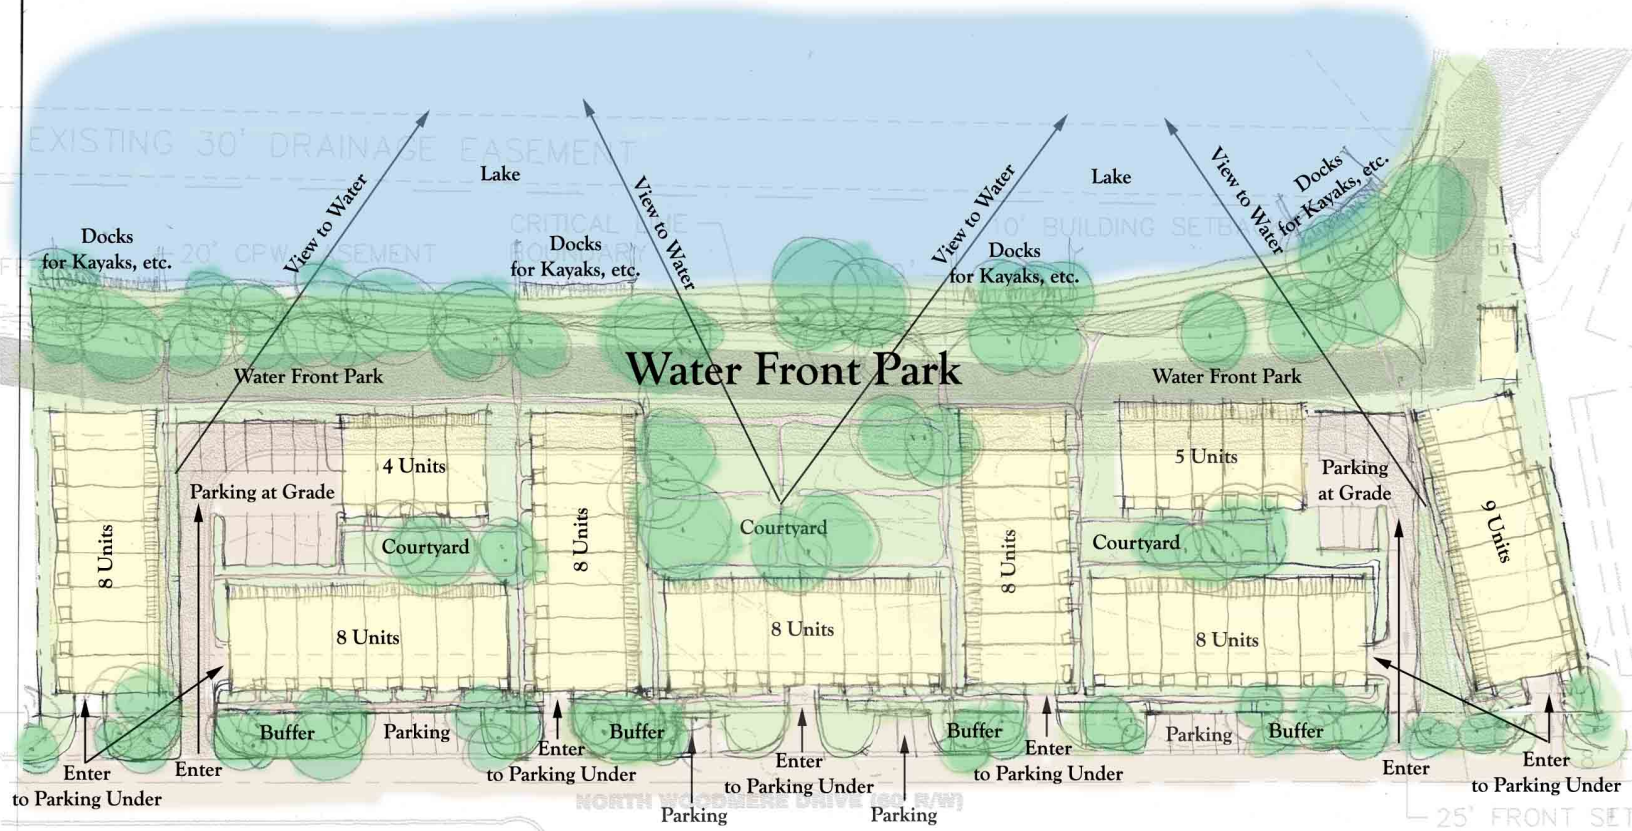 EXISTING 30' DRAINAGE EASEMENT
Lake
Lake
View to Water
View to Water
View to Water
View to Water
Docks
for Kayaks, etc.
CRITICAL LINE
BOUNDARY
10' BUILDING SETBA
20' CPW EASEMENT
Docks
for Kayaks, etc.
Docks
for Kayaks, etc.
Docks
for Kayaks, etc.
Water Front Park
Water Front Park
Water Front Park
4 Units
5 Units
Parking at Grade
Parking
at Grade
8 Units
8 Units
8 Units
9 Units
Courtyard
Courtyard
Courtyard
8 Units
8 Units
8 Units
Buffer
Parking
Buffer
Buffer
Parking
Buffer
Enter
to Parking Under
Enter
Enter
to Parking Under
Enter
to Parking Under
Enter
to Parking Under
Enter
Enter
to Parking Under
NORTH WOODMERE DRIVE (60' R/W)
Parking
Parking
25' FRONT SET